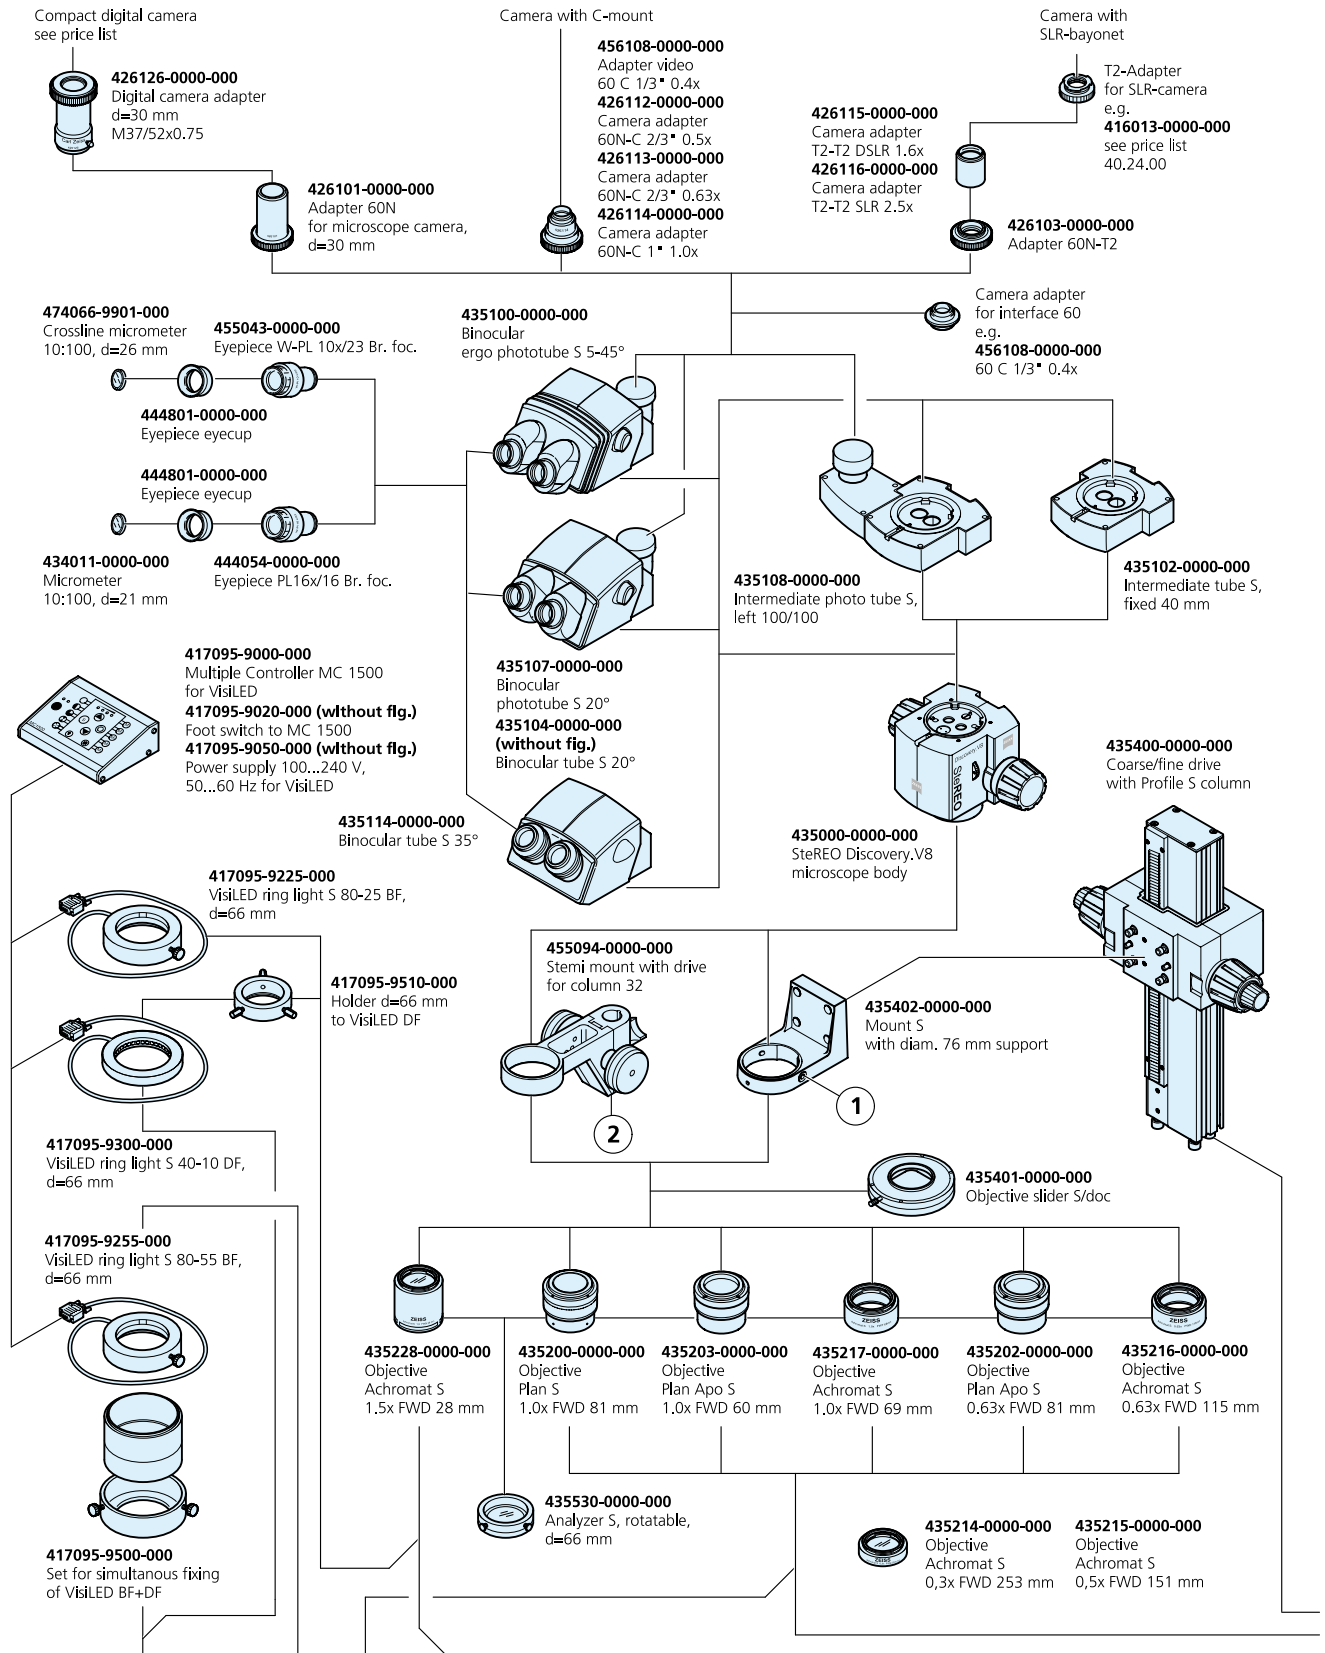 Compact digital camera
see price list
426126-0000-000
Digital camera adapter
d=30 mm
M37/52x0.75
Carl Zeiss
426101-0000-000
Adapter 60N
for microscope camera,
d=30 mm
Camera with C-mount
456108-0000-000
Adapter video
60 C 1/3" 0.4x
426112-0000-000
Camera adapter
60N-C 2/3" 0.5x
426113-0000-000
Camera adapter
60N-C 2/3" 0.63x
426114-0000-000
Camera adapter
60N-C 1" 1.0x
Camera with
SLR-bayonet
T2-Adapter
for SLR-camera
e.g.
416013-0000-000
see price list
40.24.00
426115-0000-000
Camera adapter
T2-T2 DSLR 1.6x
426116-0000-000
Camera adapter
T2-T2 SLR 2.5x
426103-0000-000
Adapter 60N-T2
Camera adapter
for interface 60
e.g.
456108-0000-000
60 C 1/3" 0.4x
474066-9901-000
Crossline micrometer
10:100, d=26 mm
455043-0000-000
Eyepiece W-PL 10x/23 Br. foc.
444801-0000-000
Eyepiece eyecup
444801-0000-000
Eyepiece eyecup
434011-0000-000
Micrometer
10:100, d=21 mm
444054-0000-000
Eyepiece PL16x/16 Br. foc.
435100-0000-000
Binocular
ergo phototube S 5-45°
435108-0000-000
Intermediate photo tube S,
left 100/100
435102-0000-000
Intermediate tube S,
fixed 40 mm
417095-9000-000
Multiple Controller MC 1500
for VisiLED
417095-9020-000 (without fig.)
Foot switch to MC 1500
417095-9050-000 (without fig.)
Power supply 100...240 V,
50...60 Hz for VisiLED
435107-0000-000
Binocular
phototube S 20°
435104-0000-000
(without fig.)
Binocular tube S 20°
435114-0000-000
Binocular tube S 35°
Discovery.V8
SteREO
435000-0000-000
SteREO Discovery.V8
microscope body
435400-0000-000
Coarse/fine drive
with Profile S column
417095-9225-000
VisiLED ring light S 80-25 BF,
d=66 mm
417095-9510-000
Holder d=66 mm
to VisiLED DF
455094-0000-000
Stemi mount with drive
for column 32
435402-0000-000
Mount S
with diam. 76 mm support
1
2
417095-9300-000
VisiLED ring light S 40-10 DF,
d=66 mm
435401-0000-000
Objective slider S/doc
417095-9255-000
VisiLED ring light S 80-55 BF,
d=66 mm
ZEISS
ZEISS
ZEISS
435228-0000-000
Objective
Achromat S
1.5x FWD 28 mm
435200-0000-000
Objective
Plan S
1.0x FWD 81 mm
435203-0000-000
Objective
Plan Apo S
1.0x FWD 60 mm
435217-0000-000
Objective
Achromat S
1.0x FWD 69 mm
435202-0000-000
Objective
Plan Apo S
0.63x FWD 81 mm
435216-0000-000
Objective
Achromat S
0.63x FWD 115 mm
435530-0000-000
Analyzer S, rotatable,
d=66 mm
ZEISS
435214-0000-000
Objective
Achromat S
0,3x FWD 253 mm
435215-0000-000
Objective
Achromat S
0,5x FWD 151 mm
417095-9500-000
Set for simultanous fixing
of VisiLED BF+DF